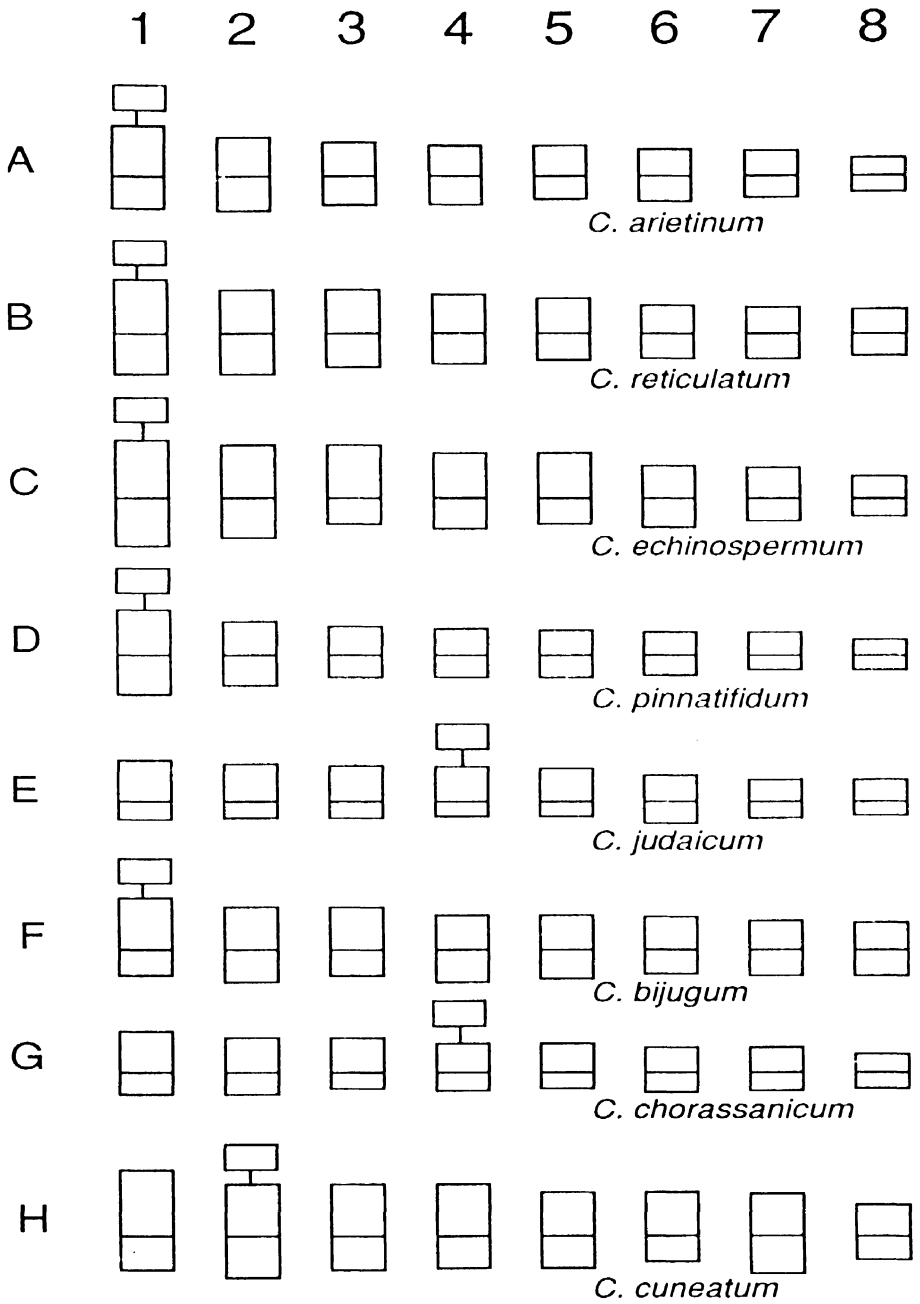 1 2 3 4 5 6 7 8
A
C. arietinum
B
C. reticulatum
C
C. echinospermum
D
C. pinnatifidum
E
C. judaicum
F
C. bijugum
G
C. chorassanicum
H
C. cuneatum